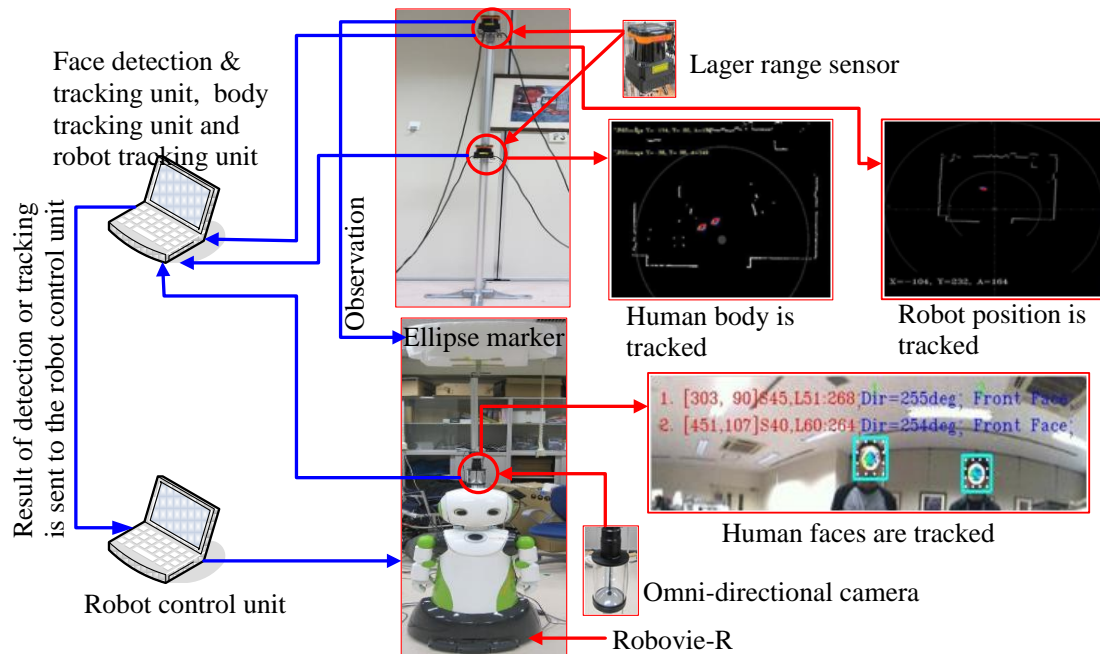 Face detection &
tracking unit, body
tracking unit and
robot tracking unit
Lager range sensor
Result of detection or tracking
is sent to the robot control unit
Observation
X=-104, Y=232, A=164
Human body is
tracked
Robot position is
tracked
Ellipse marker
1. [303, 90]S45,L51:268;Dir=255deg; Front Face
2. [451,107]S40,L60:264;Dir=254deg; Front Face;
Human faces are tracked
Omni-directional camera
Robot control unit
Robovie-R